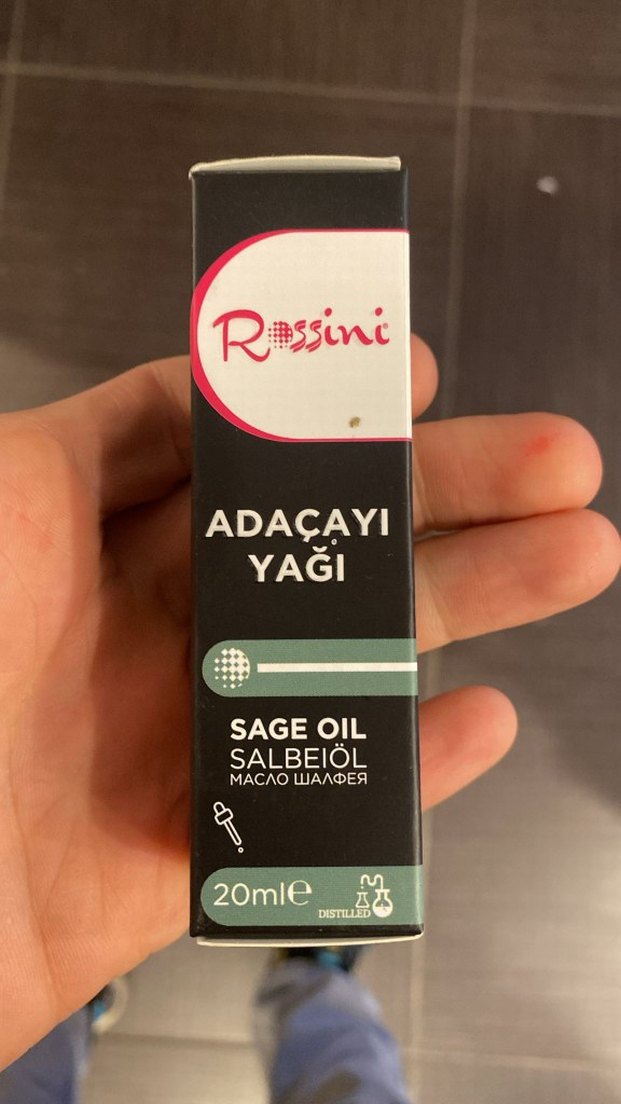 Rossini
ADAÇAYI
YAĞI
SAGE OIL
SALBEIÖL
МАСЛО ШАЛФЕЯ
20ml℮
DISTILLED